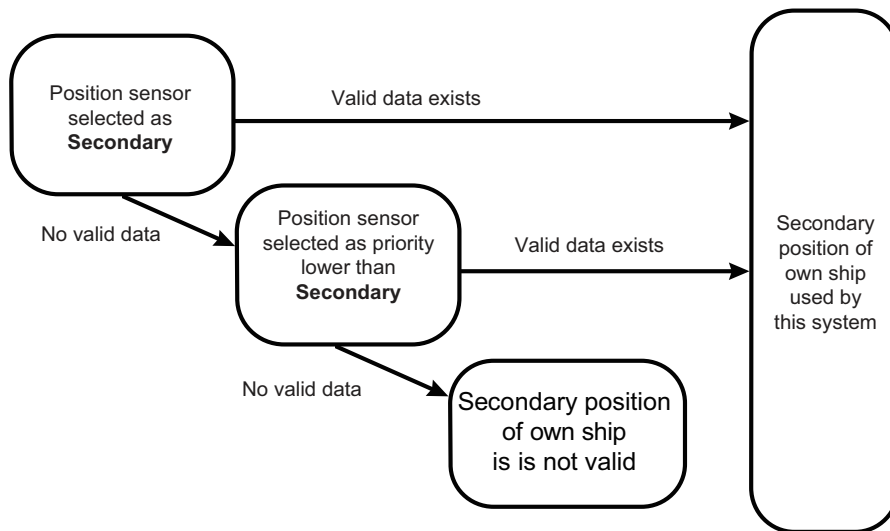 Position sensor
selected as
Secondary
Valid data exists
No valid data
Position sensor
selected as priority
lower than
Secondary
Valid data exists
Secondary
position of
own ship
used by
this system
No valid data
Secondary position
of own ship
is is not valid